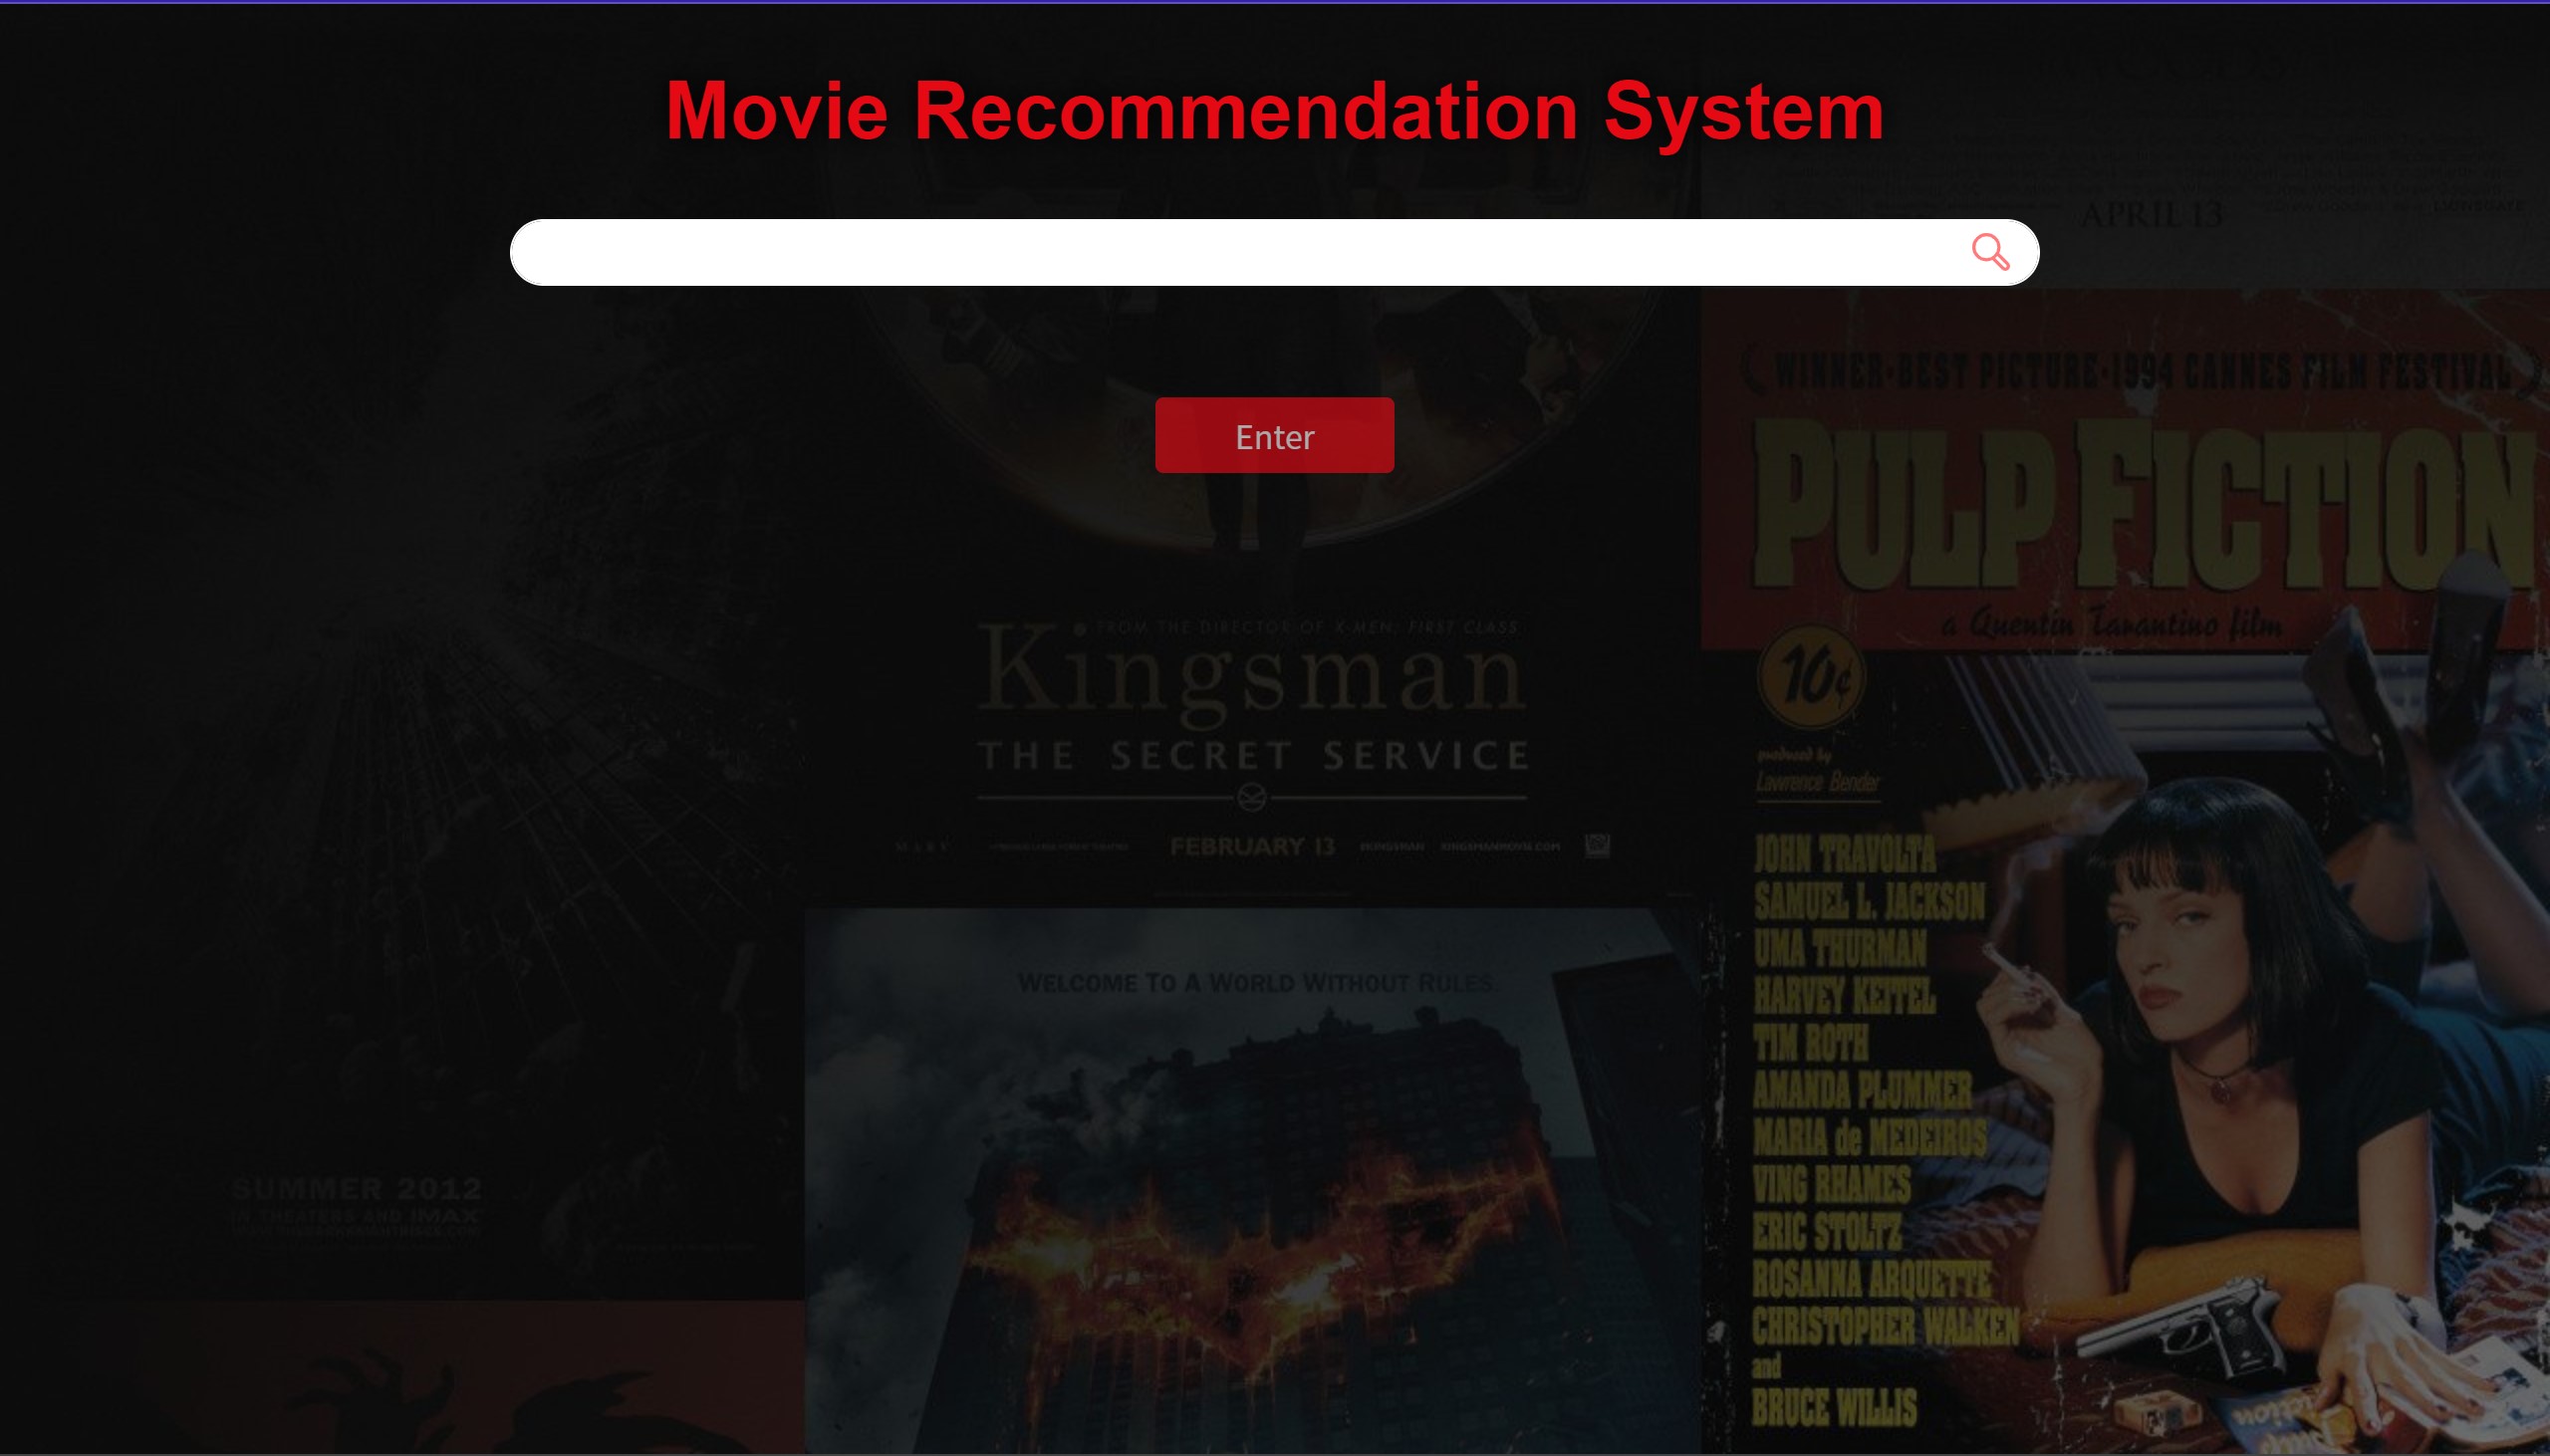 Movie Recommendation System
APRIL 13
Enter
WINNER·BEST PICTURE·1994 CANNES FILM FESTIVAL
PULP FICTION
a Quentin Tarantino film
10¢
produced by
Lawrence Bender
JOHN TRAVOLTA
SAMUEL L. JACKSON
UMA THURMAN
HARVEY KEITEL
TIM ROTH
AMANDA PLUMMER
MARIA de MEDEIROS
VING RHAMES
ERIC STOLTZ
ROSANNA ARQUETTE
CHRISTOPHER WALKEN
and
BRUCE WILLIS
FROM THE DIRECTOR OF X-MEN: FIRST CLASS
Kingsman
THE SECRET SERVICE
FEBRUARY 13 #KINGSMAN KINGSMANMOVIE.COM
WELCOME TO A WORLD WITHOUT RULES.
SUMMER 2012
IN THEATERS AND IMAX